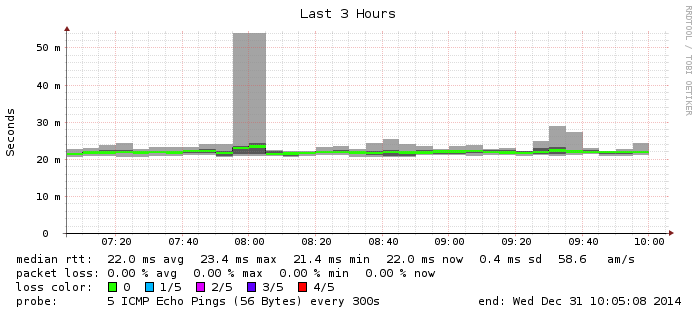 Last 3 Hours
RRDTOOL / TOBI OETIKER
Seconds
50 m
40 m
30 m
20 m
10 m
0
07:20 07:40 08:00 08:20 08:40 09:00 09:20 09:40 10:00
median rtt: 22.0 ms avg 23.4 ms max 21.4 ms min 22.0 ms now 0.4 ms sd 58.6 am/s
packet loss: 0.00 % avg 0.00 % max 0.00 % min 0.00 % now
loss color: 0 1/5 2/5 3/5 4/5
probe: 5 ICMP Echo Pings (56 Bytes) every 300s end: Wed Dec 31 10:05:08 2014